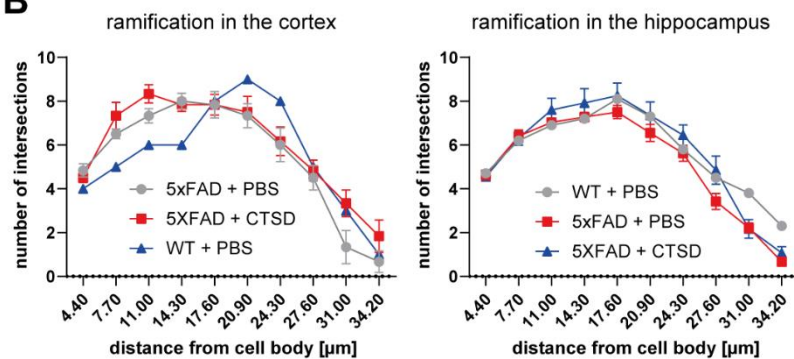 B
ramification in the cortex
number of intersections
10
8
6
4
2
0
5xFAD + PBS
5XFAD + CTSD
WT + PBS
4.40 7.70 11.00 14.30 17.60 20.90 24.30 27.60 31.00 34.20
distance from cell body [µm]
ramification in the hippocampus
number of intersections
10
8
6
4
2
0
WT + PBS
5xFAD + PBS
5XFAD + CTSD
4.40 7.70 11.00 14.30 17.60 20.90 24.30 27.60 31.00 34.20
distance from cell body [µm]